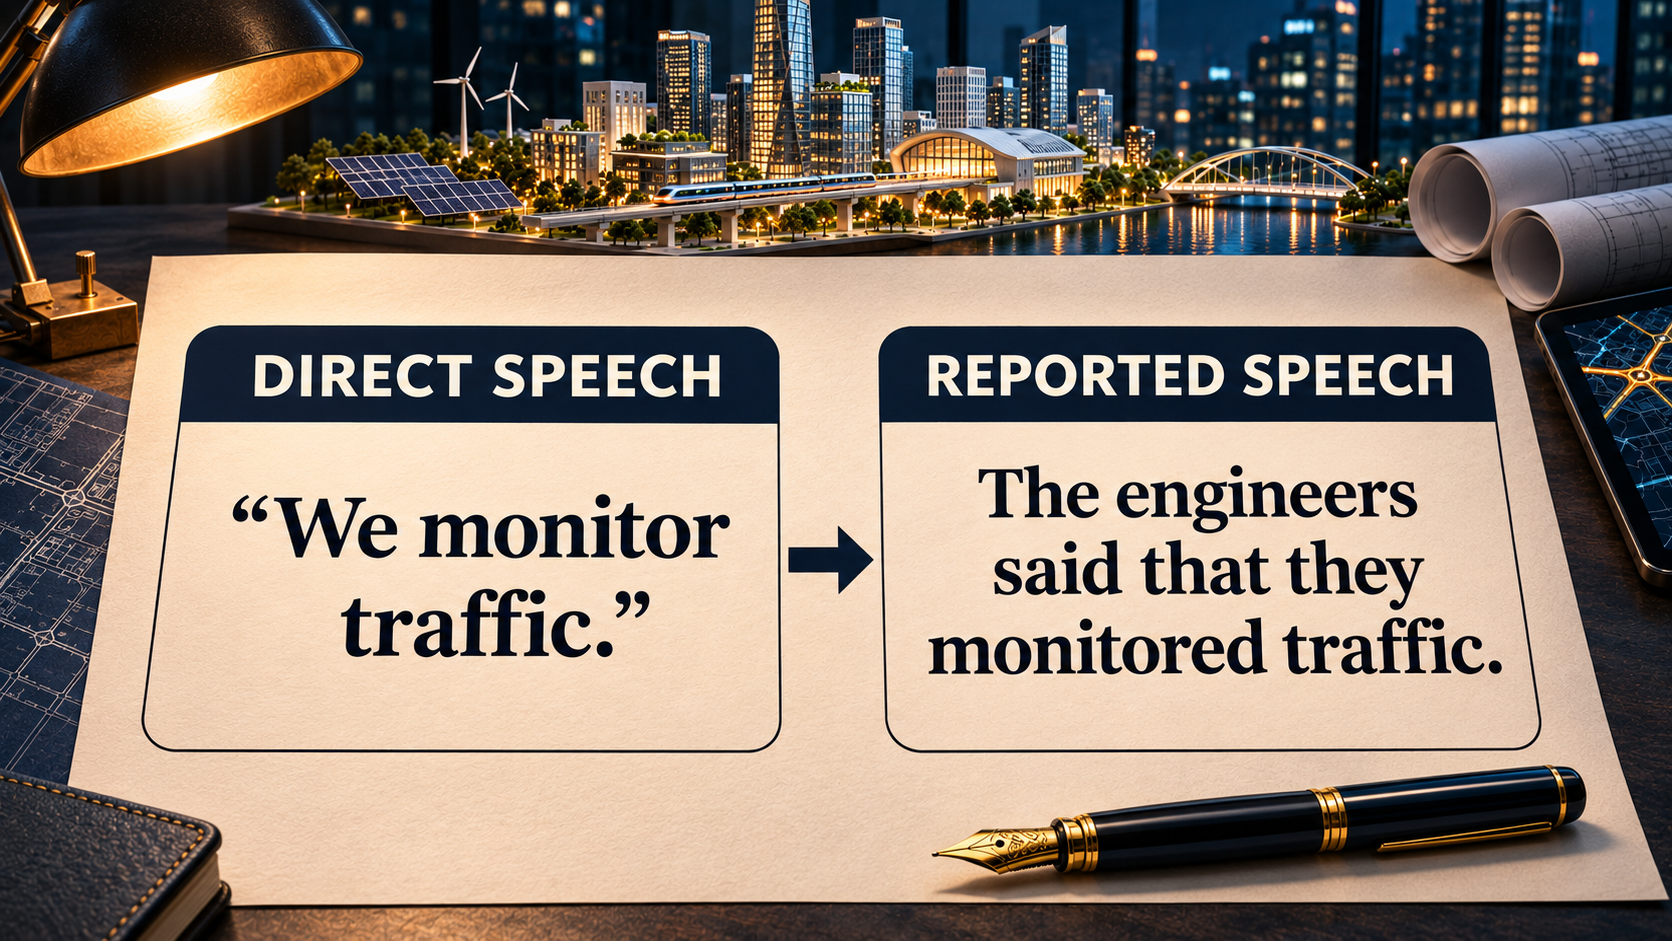 DIRECT SPEECH
“We monitor
traffic.”
REPORTED SPEECH
The engineers
said that they
monitored traffic.